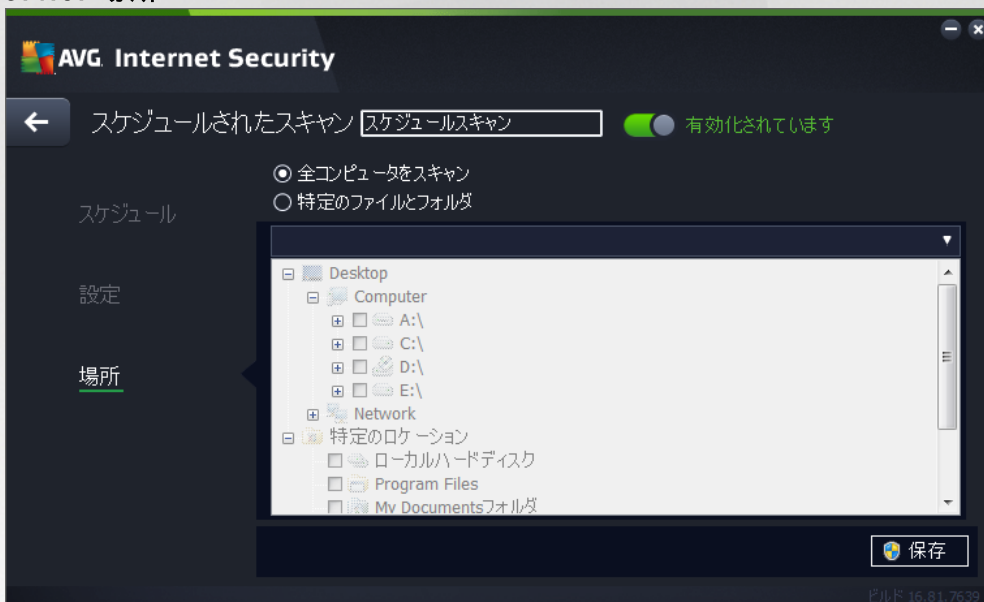 AVG. Internet Security
スケジュールされたスキャン スケジュールスキャン 有効化されています
全コンピュータをスキャン
特定のファイルとフォルダ
スケジュール
設定
場所
Desktop
Computer
A:\
C:\
D:\
E:\
Network
特定のロケーション
ローカルハードディスク
Program Files
My Documentsフォルダ
保存
ビルド 16.81.7639